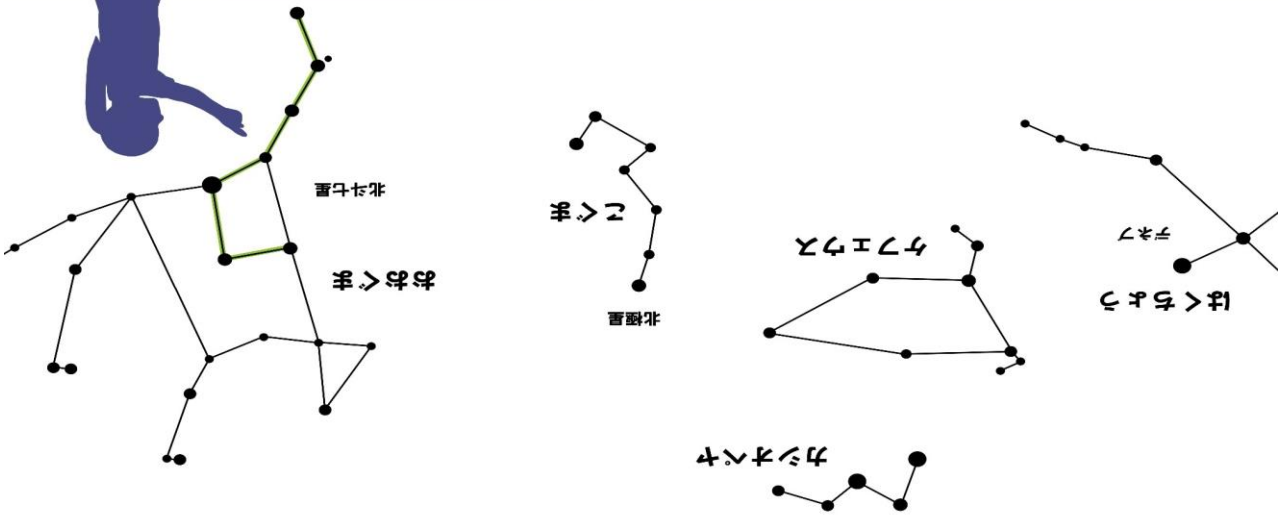 カシオペヤ
北極星
はくちょう
おおぐま
ケフェウス
デネブ
こぐま
北斗七星